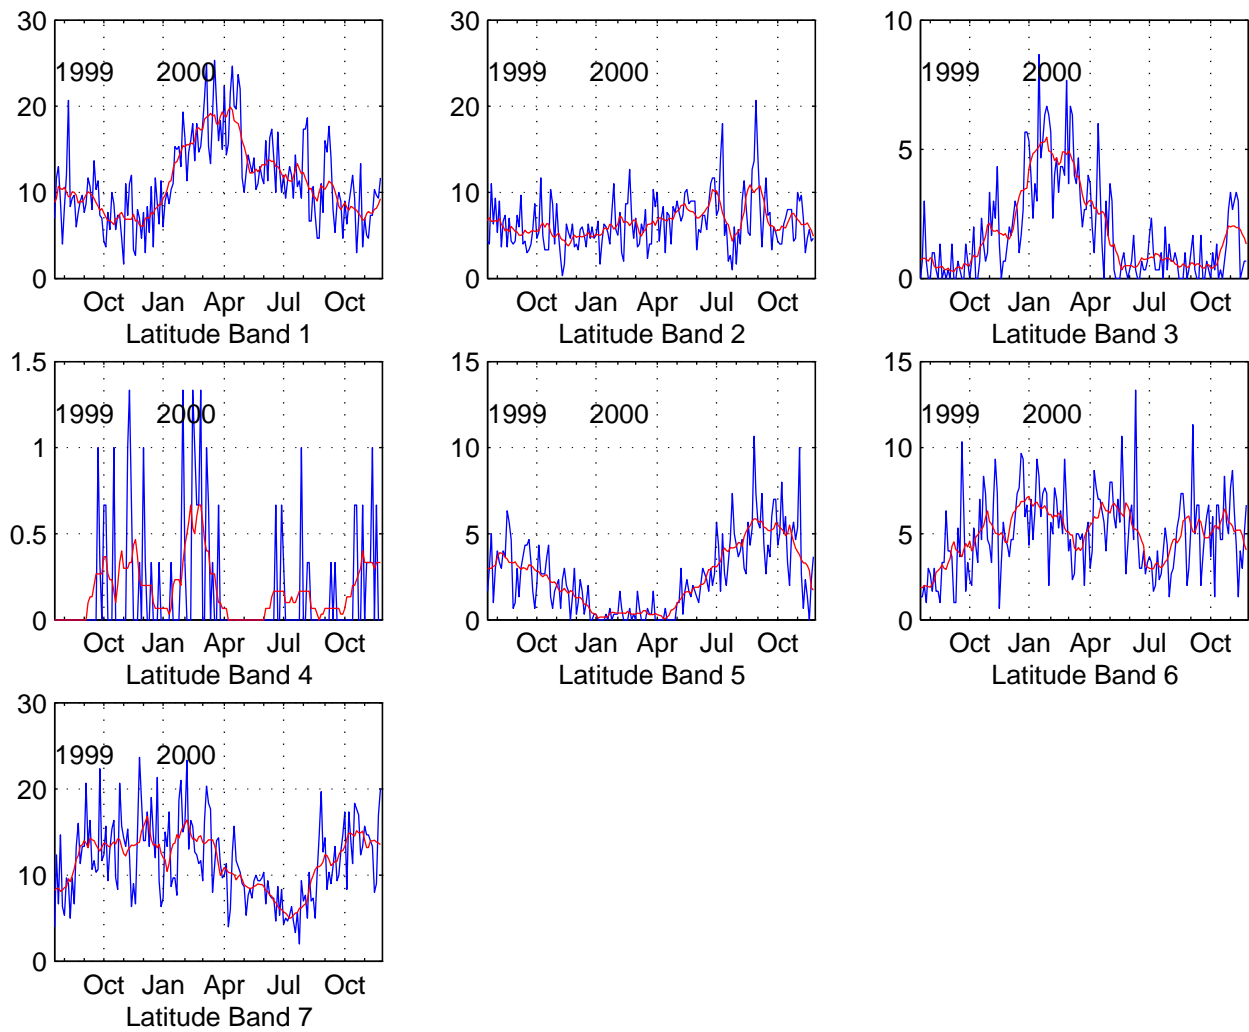 30
20
10
0
1999 2000
Oct Jan Apr Jul Oct
Latitude Band 1
30
20
10
0
1999 2000
Oct Jan Apr Jul Oct
Latitude Band 2
10
5
0
1999 2000
Oct Jan Apr Jul Oct
Latitude Band 3
1.5
1
0.5
0
1999 2000
Oct Jan Apr Jul Oct
Latitude Band 4
15
10
5
0
1999 2000
Oct Jan Apr Jul Oct
Latitude Band 5
15
10
5
0
1999 2000
Oct Jan Apr Jul Oct
Latitude Band 6
30
20
10
0
1999 2000
Oct Jan Apr Jul Oct
Latitude Band 7